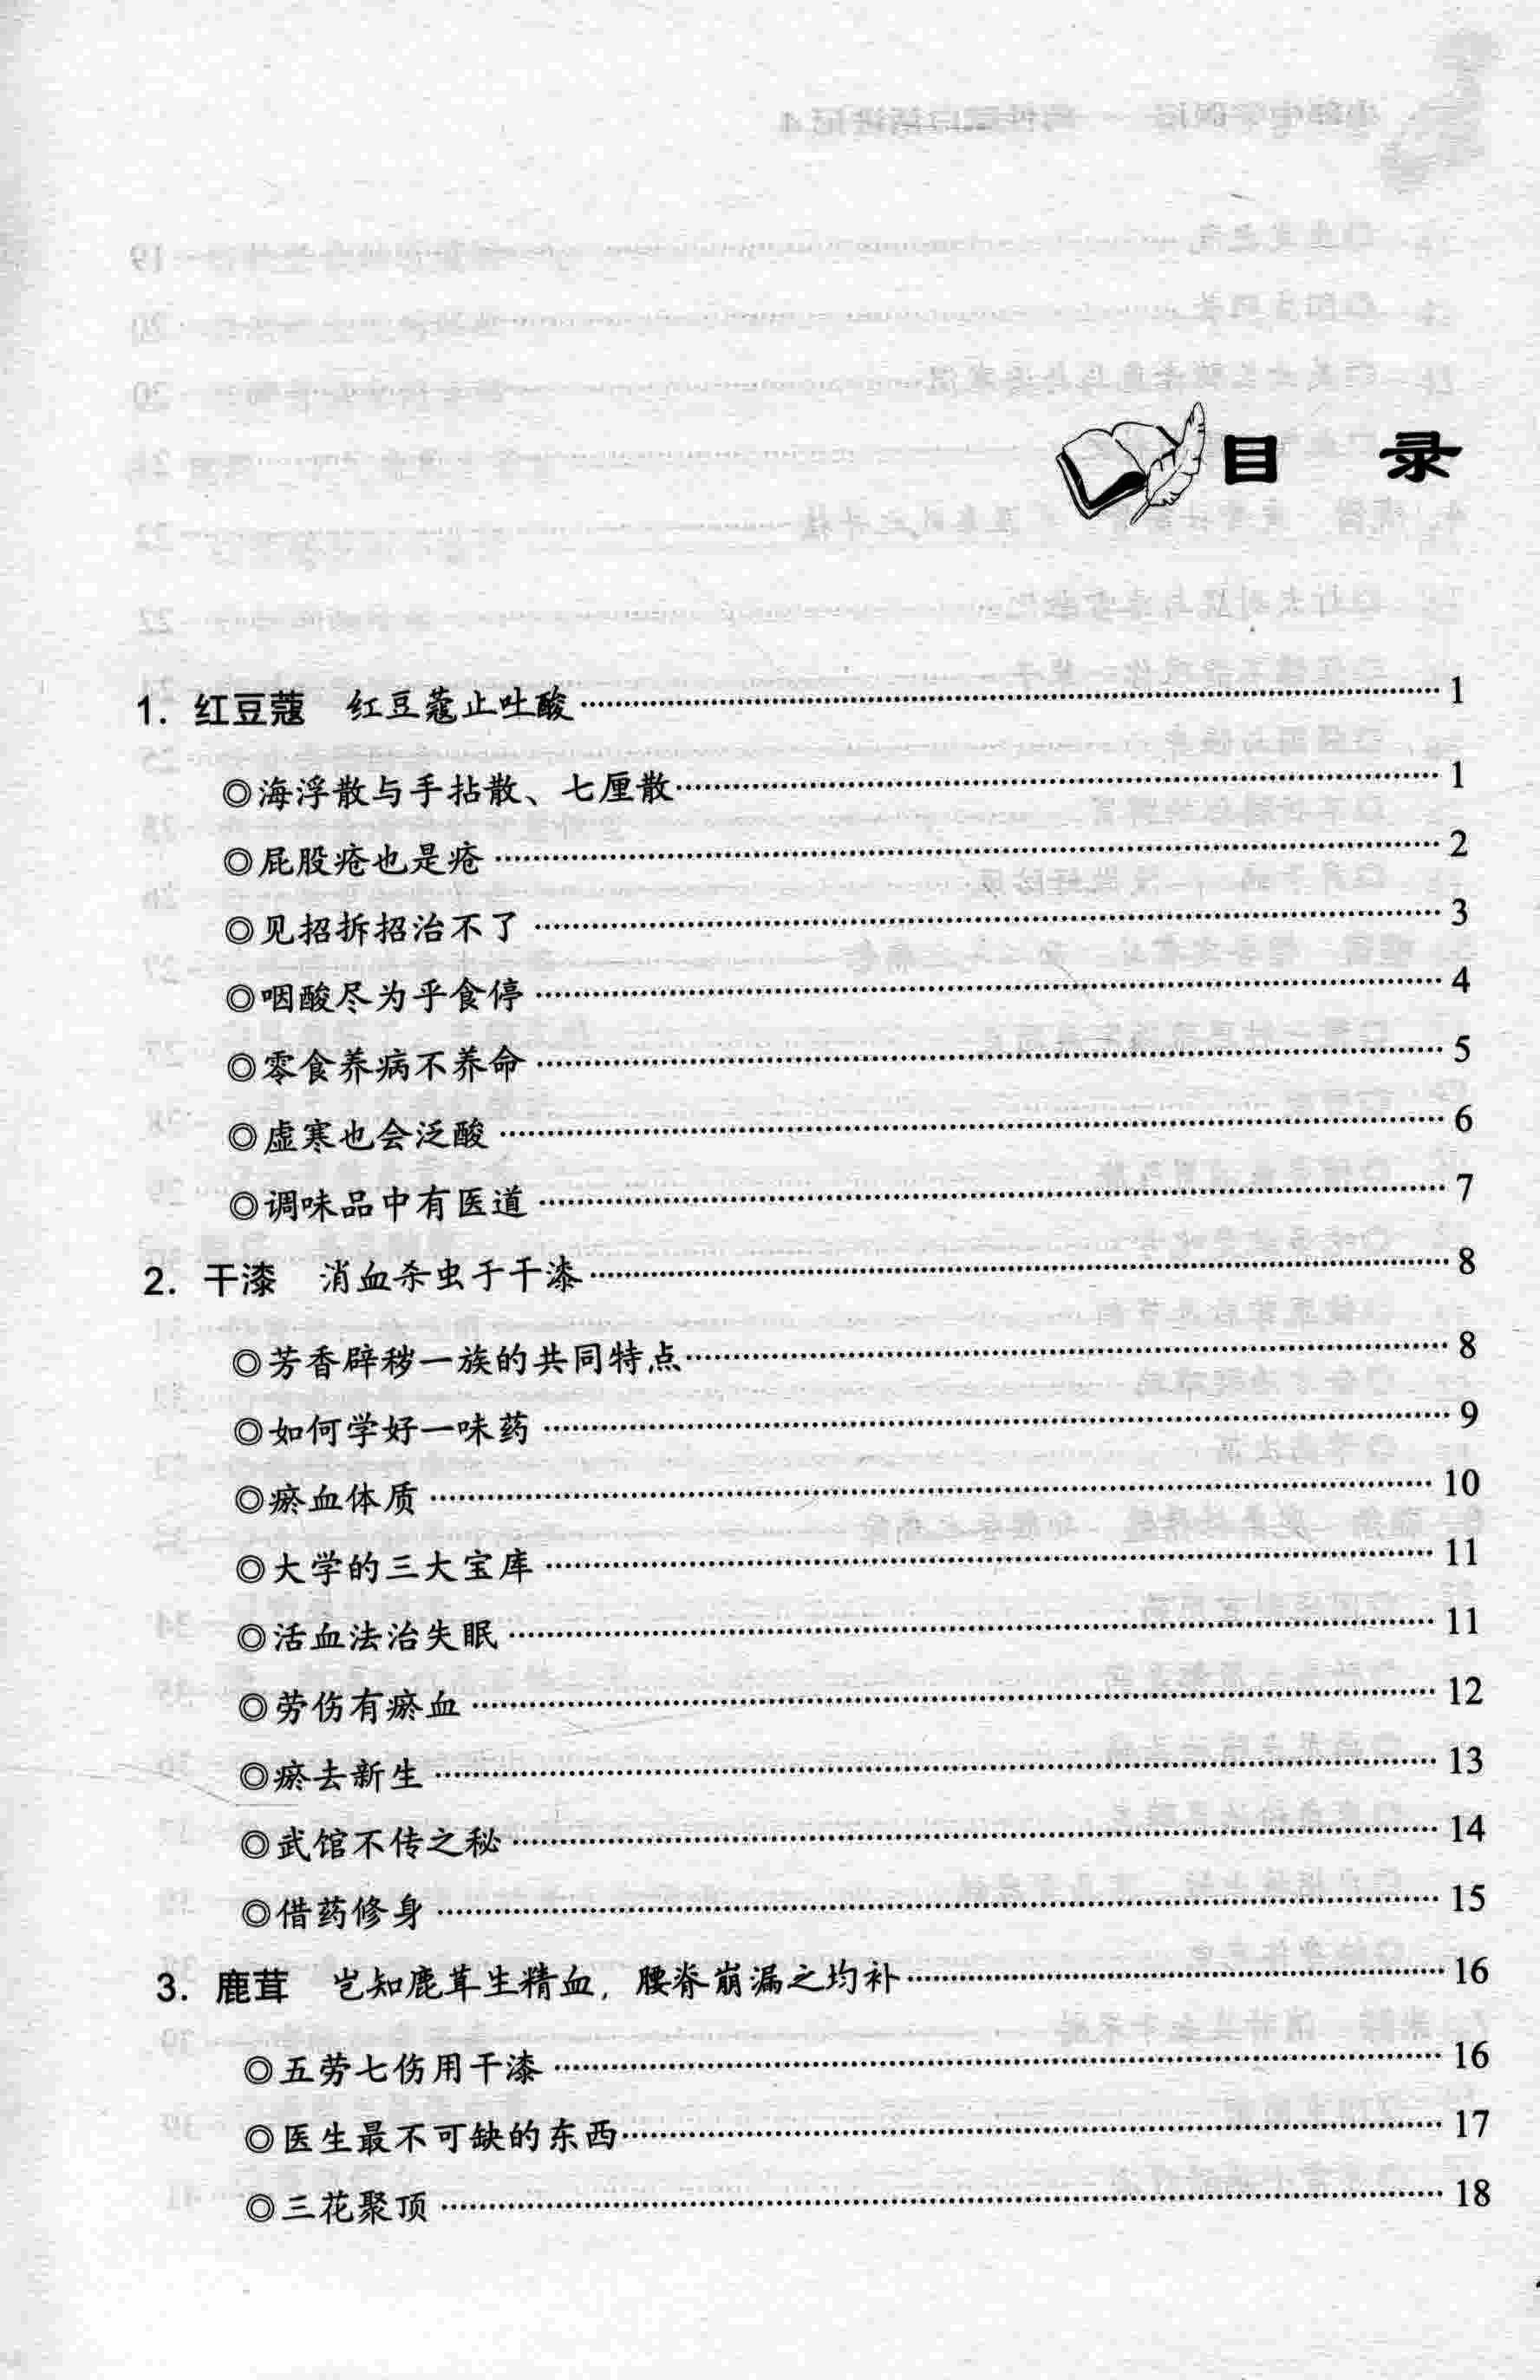 目 录
1. 红豆蔻 红豆蔻止吐酸 1
◎海浮散与手拈散、七厘散 1
◎屁股疮也是疮 2
◎见招拆招治不了 3
◎咽酸尽为乎食停 4
◎零食养病不养命 5
◎虚寒也会泛酸 6
◎调味品中有医道 7
2. 干漆 消血杀虫于干漆 8
◎芳香辟秽一族的共同特点 8
◎如何学好一味药 9
◎瘀血体质 10
◎大学的三大宝库 11
◎活血法治失眠 11
◎劳伤有瘀血 12
◎瘀去新生 13
◎武馆不传之秘 14
◎借药修身 15
3. 鹿茸 岂知鹿茸生精血，腰脊崩漏之均补 16
◎五劳七伤用干漆 16
◎医生最不可缺的东西 17
◎三花聚顶 18